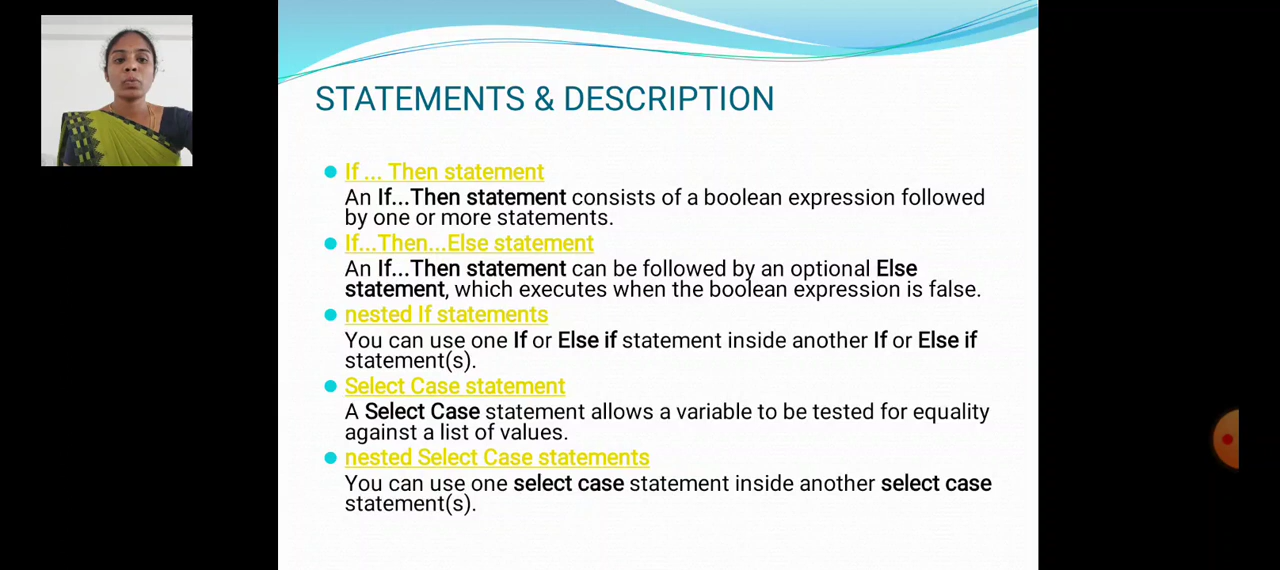 STATEMENTS & DESCRIPTION
If ... Then statement
An If...Then statement consists of a boolean expression followed
by one or more statements.
If...Then...Else statement
An If...Then statement can be followed by an optional Else
statement, which executes when the boolean expression is false.
nested If statements
You can use one If or Else if statement inside another If or Else if
statement(s).
Select Case statement
A Select Case statement allows a variable to be tested for equality
against a list of values.
nested Select Case statements
You can use one select case statement inside another select case
statement(s).